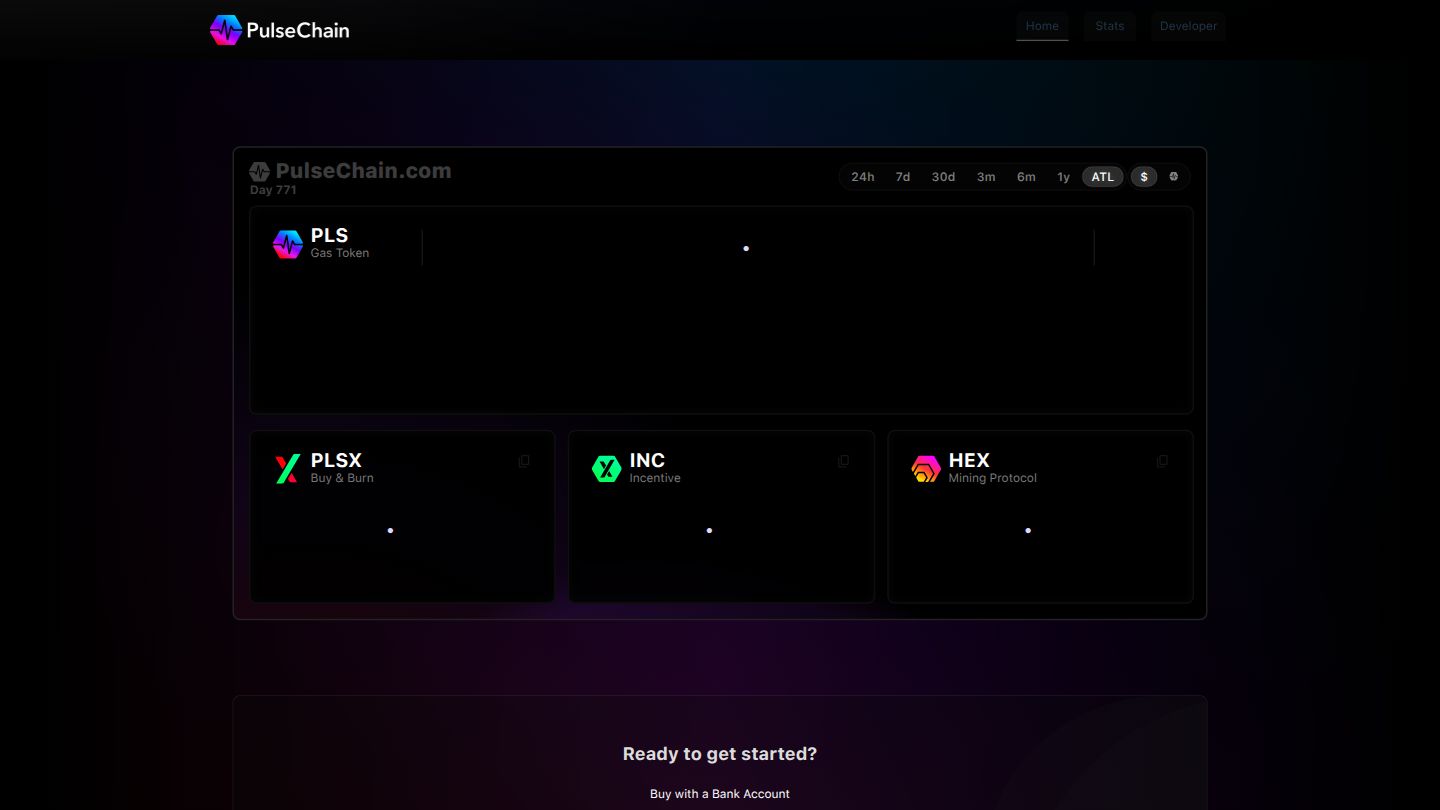 PulseChain
Home
Stats
Developer
PulseChain.com
Day 771
24h
7d
30d
3m
6m
1y
ATL
$
PLS
Gas Token
PLSX
Buy & Burn
INC
Incentive
HEX
Mining Protocol
Ready to get started?
Buy with a Bank Account